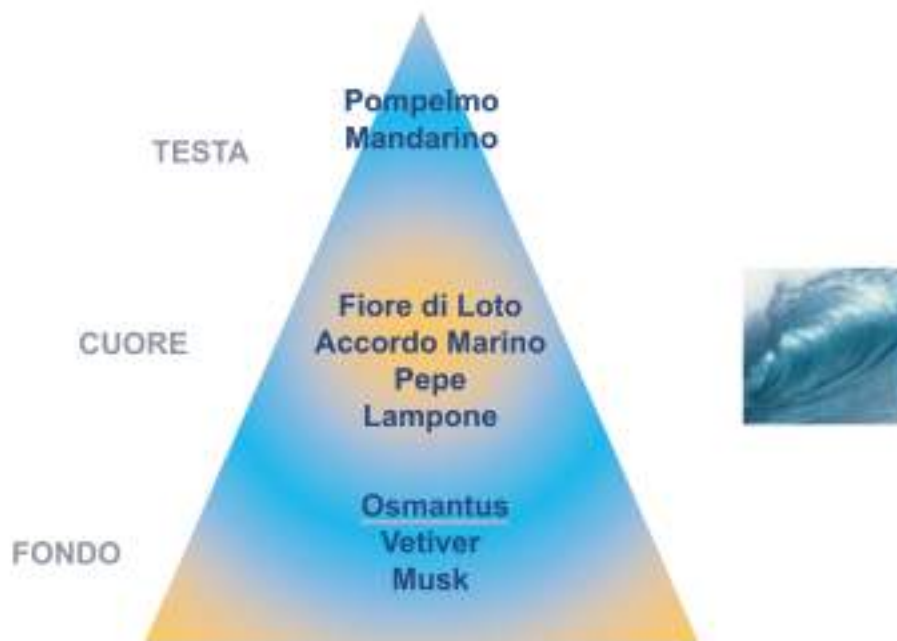 Pompelmo
Mandarino
TESTA
Fiore di Loto
Accordo Marino
CUORE
Pepe
Lampone
Osmantus
Vetiver
FONDO
Musk